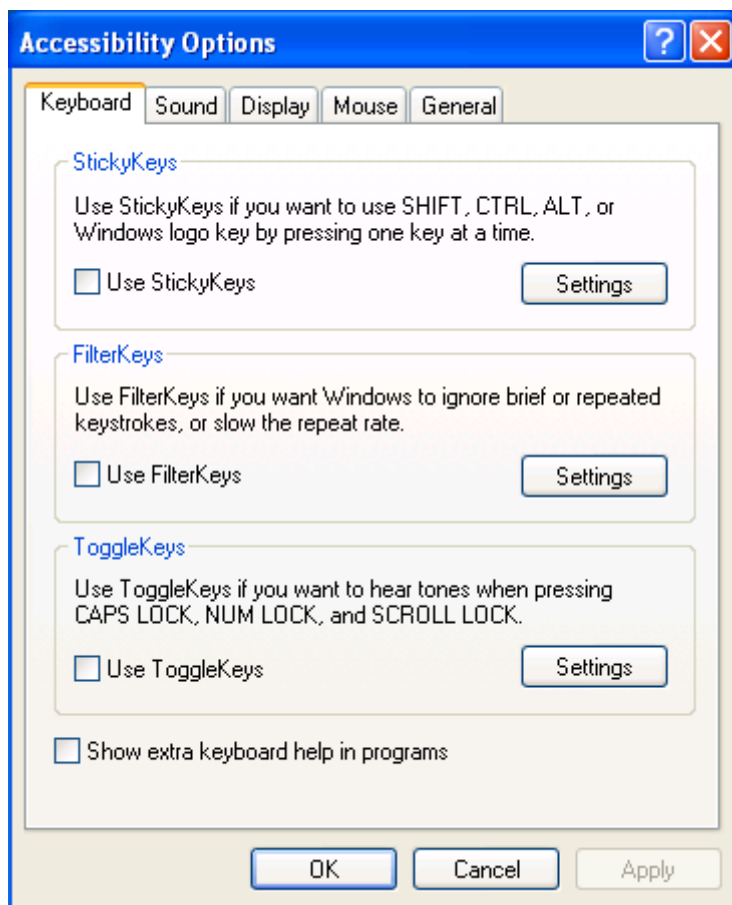 Accessibility Options
Keyboard Sound Display Mouse General
StickyKeys
Use StickyKeys if you want to use SHIFT, CTRL, ALT, or
Windows logo key by pressing one key at a time.
Use StickyKeys Settings
FilterKeys
Use FilterKeys if you want Windows to ignore brief or repeated
keystrokes, or slow the repeat rate.
Use FilterKeys Settings
ToggleKeys
Use ToggleKeys if you want to hear tones when pressing
CAPS LOCK, NUM LOCK, and SCROLL LOCK.
Use ToggleKeys Settings
Show extra keyboard help in programs
OK Cancel Apply